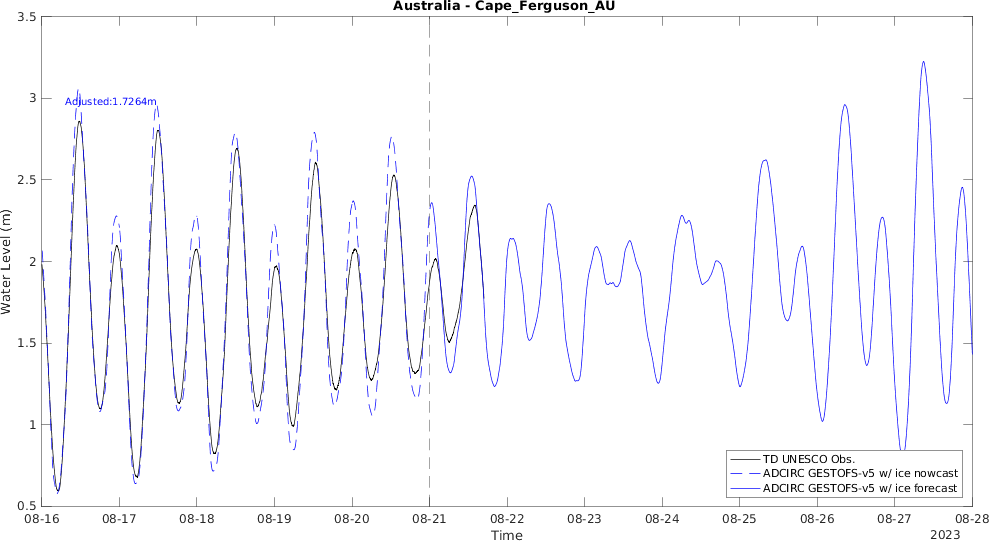 Australia - Cape_Ferguson_AU
3.5
3
2.5
2
1.5
1
0.5
Water Level (m)
Adjusted:1.7264m
TD UNESCO Obs.
ADCIRC GESTOFS-v5 w/ ice nowcast
ADCIRC GESTOFS-v5 w/ ice forecast
08-16 08-17 08-18 08-19 08-20 08-21 08-22 08-23 08-24 08-25 08-26 08-27 08-28
Time
2023